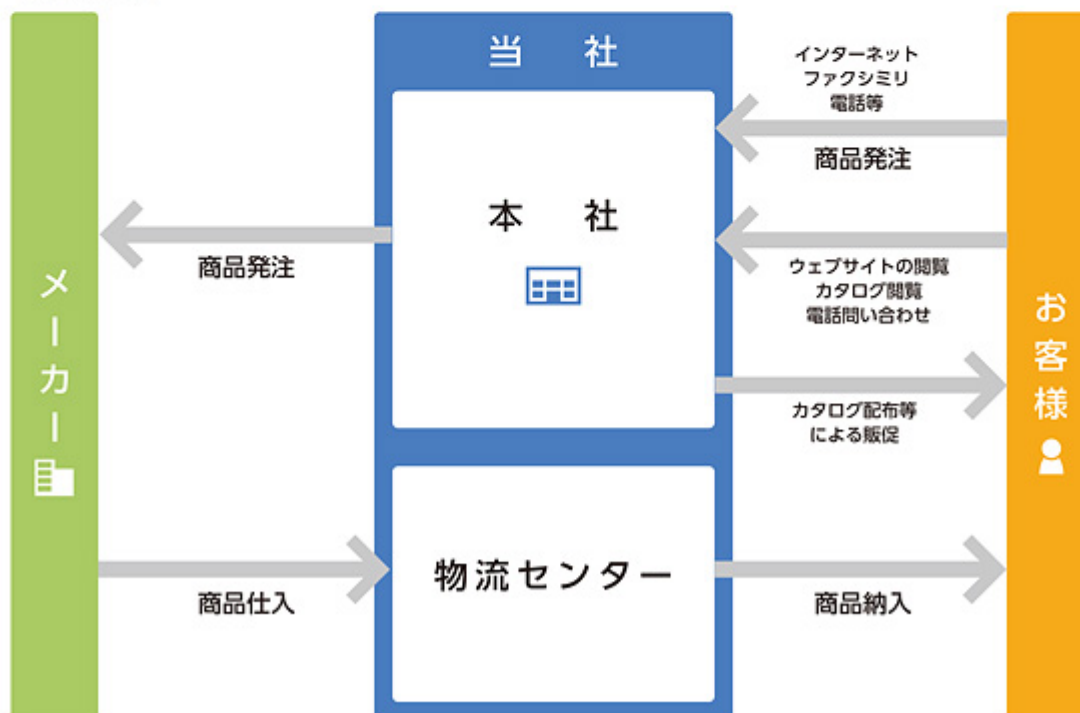 当社
インターネット
ファクシミリ
電話等
商品発注
本社
商品発注
ウェブサイトの閲覧
カタログ閲覧
電話問い合わせ
メーカー
お客様
カタログ配布等
による販促
物流センター
商品仕入
商品納入